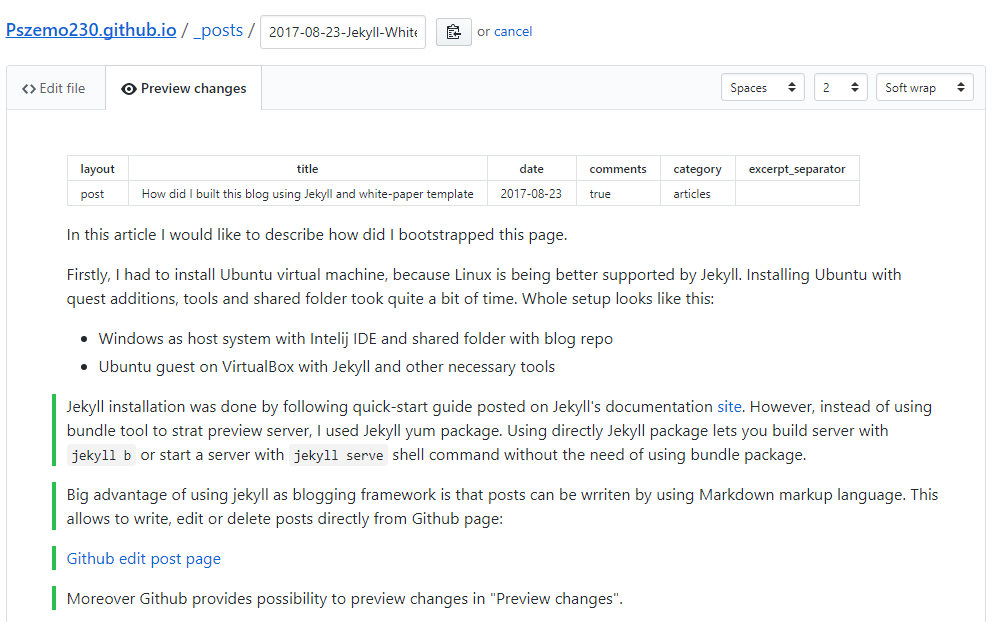 Pszemo230.github.io / _posts / 2017-08-23-Jekyll-White or cancel
Edit file Preview changes Spaces 2 Soft wrap
layout title date comments category excerpt_separator
post How did I built this blog using Jekyll and white-paper template 2017-08-23 true articles
In this article I would like to describe how did I bootstrapped this page.
Firstly, I had to install Ubuntu virtual machine, because Linux is being better supported by Jekyll. Installing Ubuntu with
quest additions, tools and shared folder took quite a bit of time. Whole setup looks like this:
• Windows as host system with Intelij IDE and shared folder with blog repo
• Ubuntu guest on VirtualBox with Jekyll and other necessary tools
Jekyll installation was done by following quick-start guide posted on Jekyll's documentation site. However, instead of using
bundle tool to strat preview server, I used Jekyll yum package. Using directly Jekyll package lets you build server with
jekyll b or start a server with jekyll serve shell command without the need of using bundle package.
Big advantage of using jekyll as blogging framework is that posts can be wrriten by using Markdown markup language. This
allows to write, edit or delete posts directly from Github page:
Github edit post page
Moreover Github provides possibility to preview changes in "Preview changes".